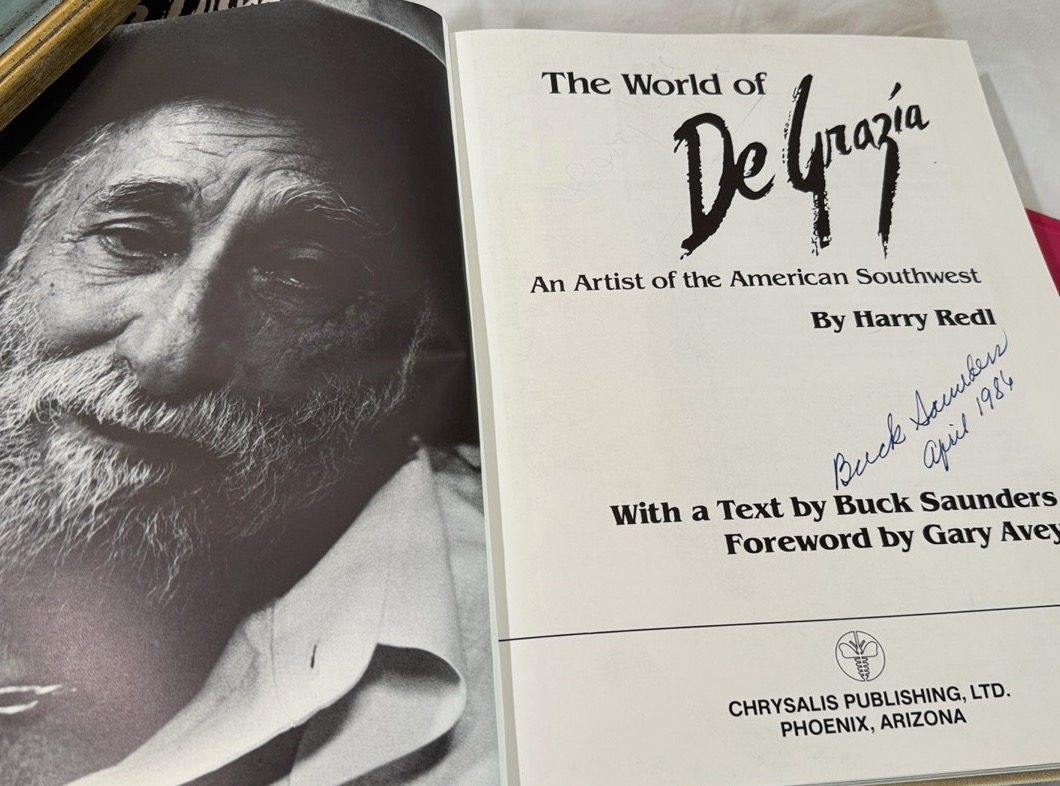 The World of
De Grazia
An Artist of the American Southwest
By Harry Redl
Buck Saunders
April 1986
With a Text by Buck Saunders
Foreword by Gary Avey
CHRYSALIS PUBLISHING, LTD.
PHOENIX, ARIZONA